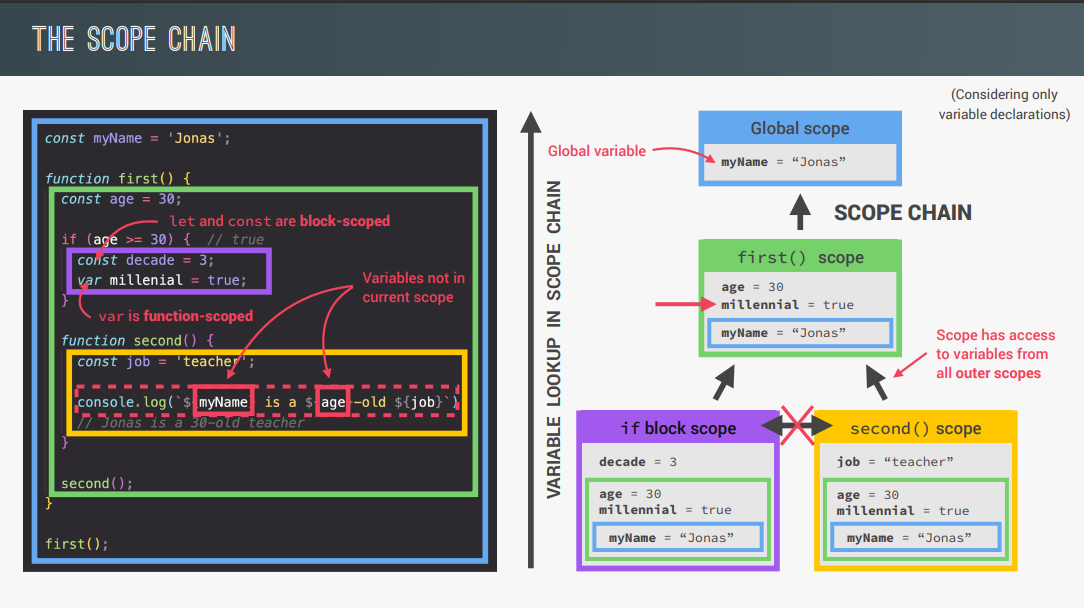 THE SCOPE CHAIN
const myName = 'Jonas';
function first() {
const age = 30;
let and const are block-scoped
if (age >= 30) { // true
const decade = 3;
var millenial = true;
}
var is function-scoped
Variables not in
current scope
function second() {
const job = 'teacher';
console.log(`${myName} is a ${age}-old ${job}`)
// Jonas is a 30-old teacher
}
second();
}
first();
VARIABLE LOOKUP IN SCOPE CHAIN
(Considering only
variable declarations)
Global variable
Global scope
myName = “Jonas”
SCOPE CHAIN
first() scope
age = 30
millennial = true
myName = “Jonas”
Scope has access
to variables from
all outer scopes
if block scope
decade = 3
age = 30
millennial = true
myName = “Jonas”
second() scope
job = “teacher”
age = 30
millennial = true
myName = “Jonas”